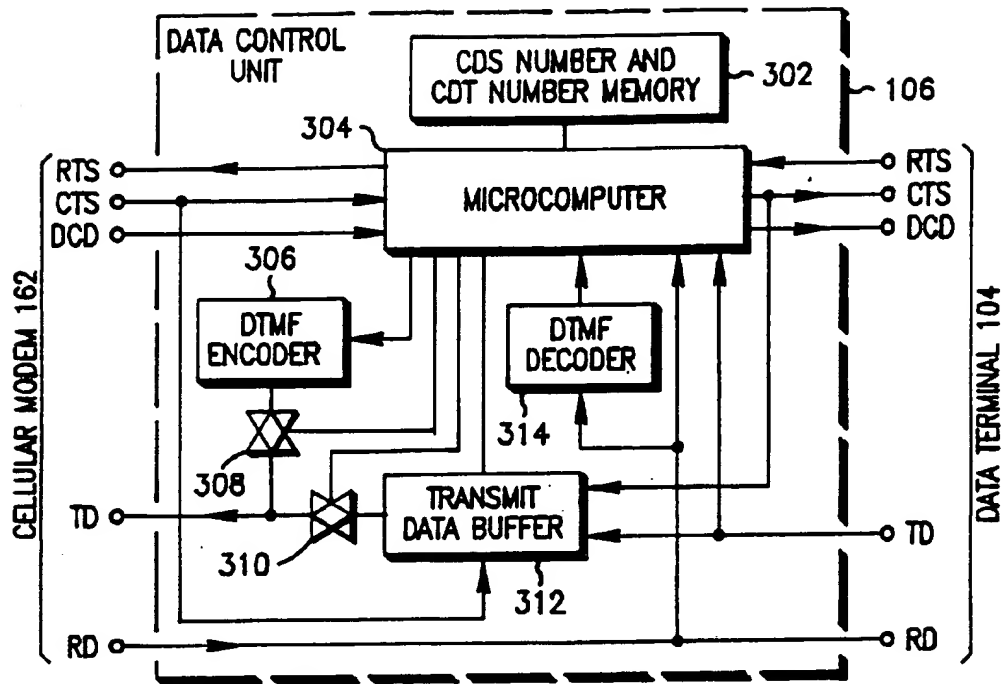 DATA CONTROL
UNIT
CDS NUMBER AND
CDT NUMBER MEMORY
302
106
304
RTS
CTS
DCD
MICROCOMPUTER
RTS
CTS
DCD
306
DTMF
ENCODER
DTMF
DECODER
314
308
CELLULAR MODEM 162
DATA TERMINAL 104
TD
310
TRANSMIT
DATA BUFFER
312
TD
RD
RD